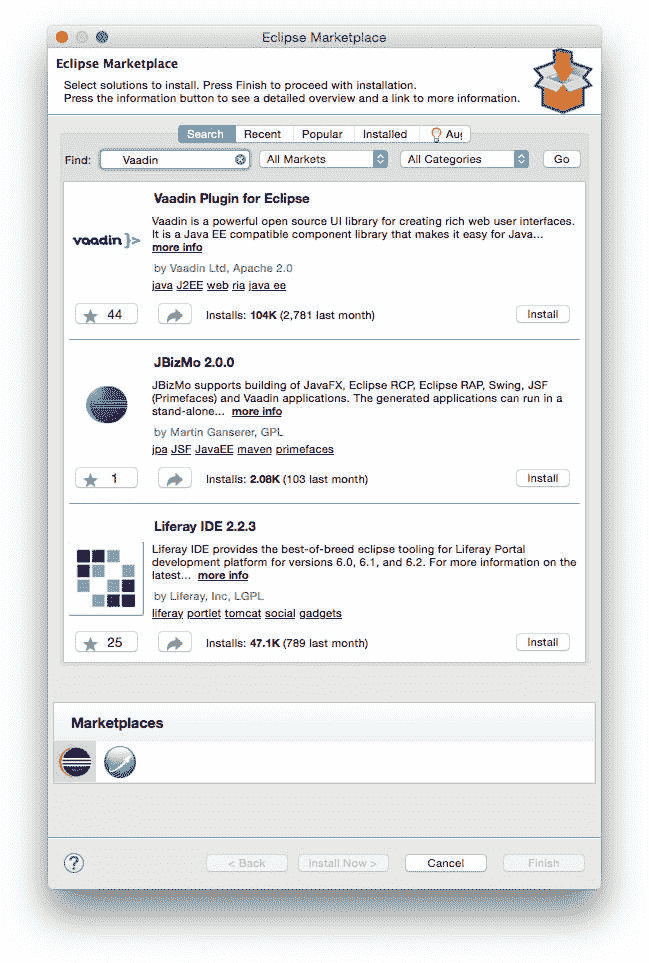 Eclipse Marketplace
Eclipse Marketplace
Select solutions to install. Press Finish to proceed with installation.
Press the information button to see a detailed overview and a link to more information.
Search Recent Popular Installed
Find: Vaadin All Markets All Categories Go
Vaadin Plugin for Eclipse
vaadin }>
Vaadin is a powerful open source UI library for creating rich web user interfaces.
It is a Java EE compatible component library that makes it easy for Java...
more info
by Vaadin Ltd, Apache 2.0
java J2EE web ria java ee
44 Installs: 104K (2,781 last month) Install
JBizMo 2.0.0
JBizMo supports building of JavaFX, Eclipse RCP, Eclipse RAP, Swing, JSF
(Primefaces) and Vaadin applications. The generated applications can run in a
stand-alone... more info
by Martin Ganserer, GPL
jpa JSF JavaEE maven primefaces
1 Installs: 2.08K (103 last month) Install
Liferay IDE 2.2.3
Liferay IDE provides the best-of-breed eclipse tooling for Liferay Portal
development platform for versions 6.0, 6.1, and 6.2. For more information on the
latest... more info
by Liferay, Inc, LGPL
liferay portlet tomcat social gadgets
25 Installs: 47.1K (789 last month) Install
Marketplaces
? < Back Install Now > Cancel Finish